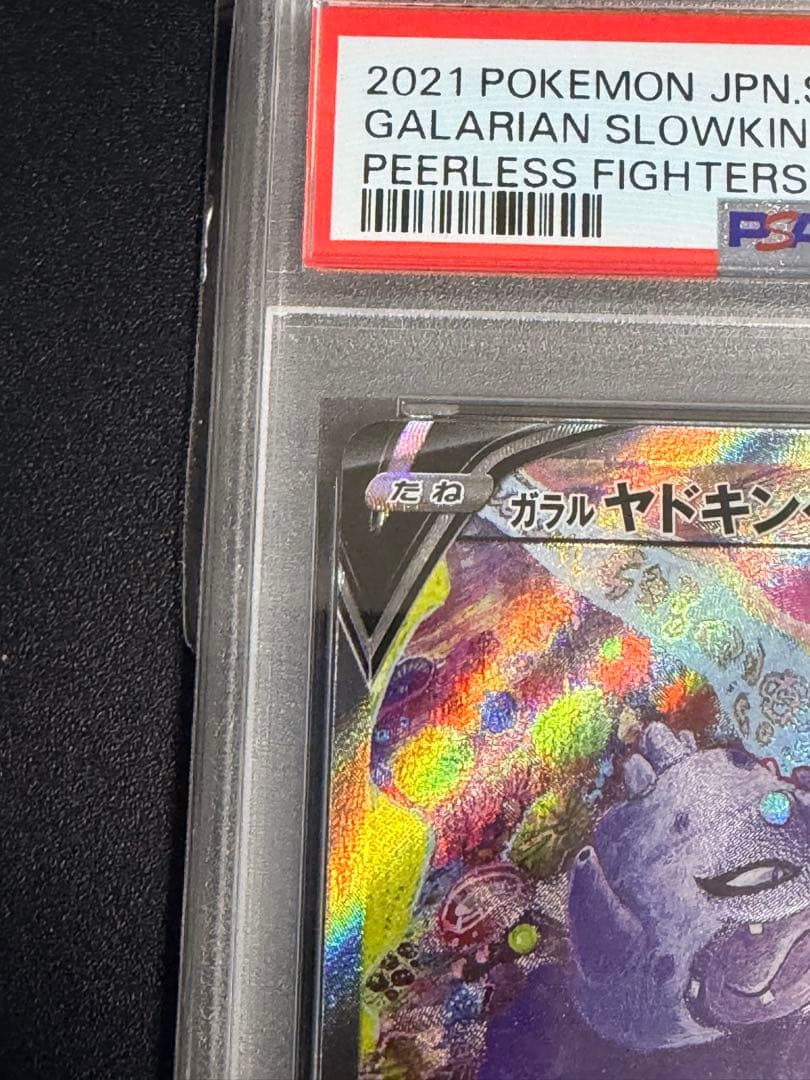 2021 POKEMON JPN.S
GALARIAN SLOWKIN
PEERLESS FIGHTERS
PSA
たね
ガラル ヤドキン